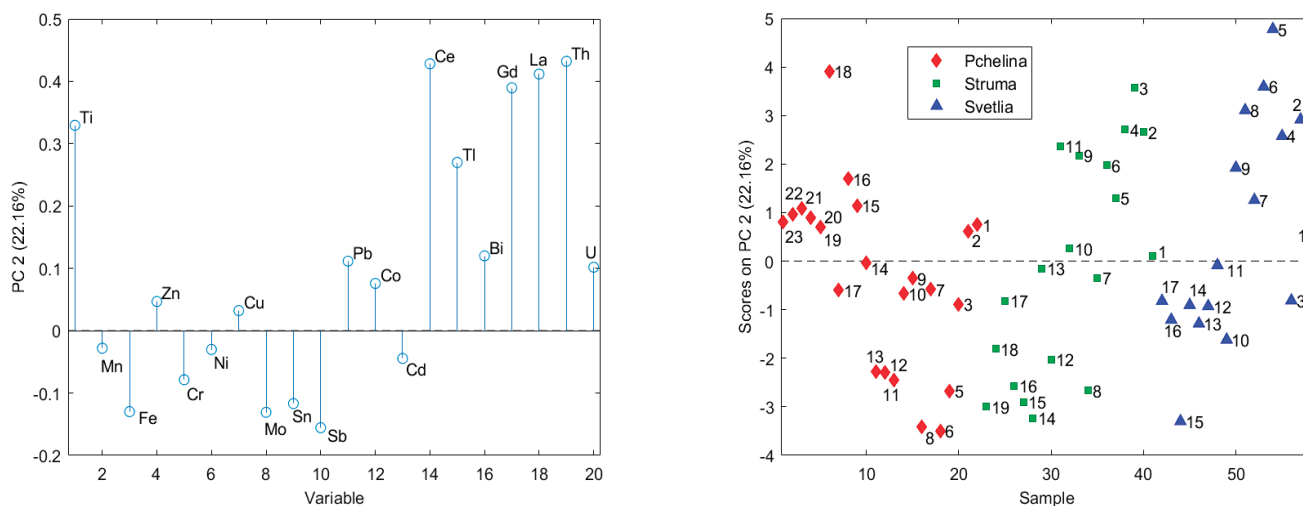 0.5
0.4
0.3
0.2
0.1
0
-0.1
-0.2
PC 2 (22.16%)
Ti
Mn
Fe
Zn
Cr
Ni
Cu
Mo
Sn
Sb
Pb
Co
Cd
Ce
Tl
Bi
Gd
La
Th
U
2 4 6 8 10 12 14 16 18 20
Variable
5
4
3
2
1
0
-1
-2
-3
-4
Scores on PC 2 (22.16%)
Pchelina
Struma
Svetlia
18
16
15
22 21
20
23 19
14
17
13 12
11
10
9
7
8
6
5
3
2
1
11
9
3
4 2
6
5
10
13
1
7
17
18
12
16
15
19
14
8
5
6
8
2
4
9
7
1
11
17
14
12
16
13
10
3
15
10 20 30 40 50
Sample